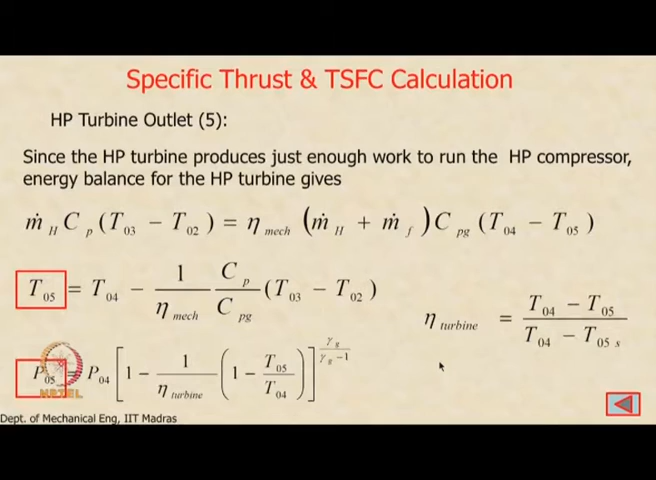 Specific Thrust & TSFC Calculation
HP Turbine Outlet (5):
Since the HP turbine produces just enough work to run the HP compressor,
energy balance for the HP turbine gives
ṁ_H C_p (T_03 − T_02) = η_mech (ṁ_H + ṁ_f) C_pg (T_04 − T_05)
T_05 = T_04 − (1/η_mech) (C_p/C_pg) (T_03 − T_02)
η_turbine = (T_04 − T_05)/(T_04 − T_05s)
P_05 = P_04 [1 − (1/η_turbine) (1 − T_05/T_04)]^(γ_g/(γ_g − 1))
NPTEL
Dept. of Mechanical Eng, IIT Madras